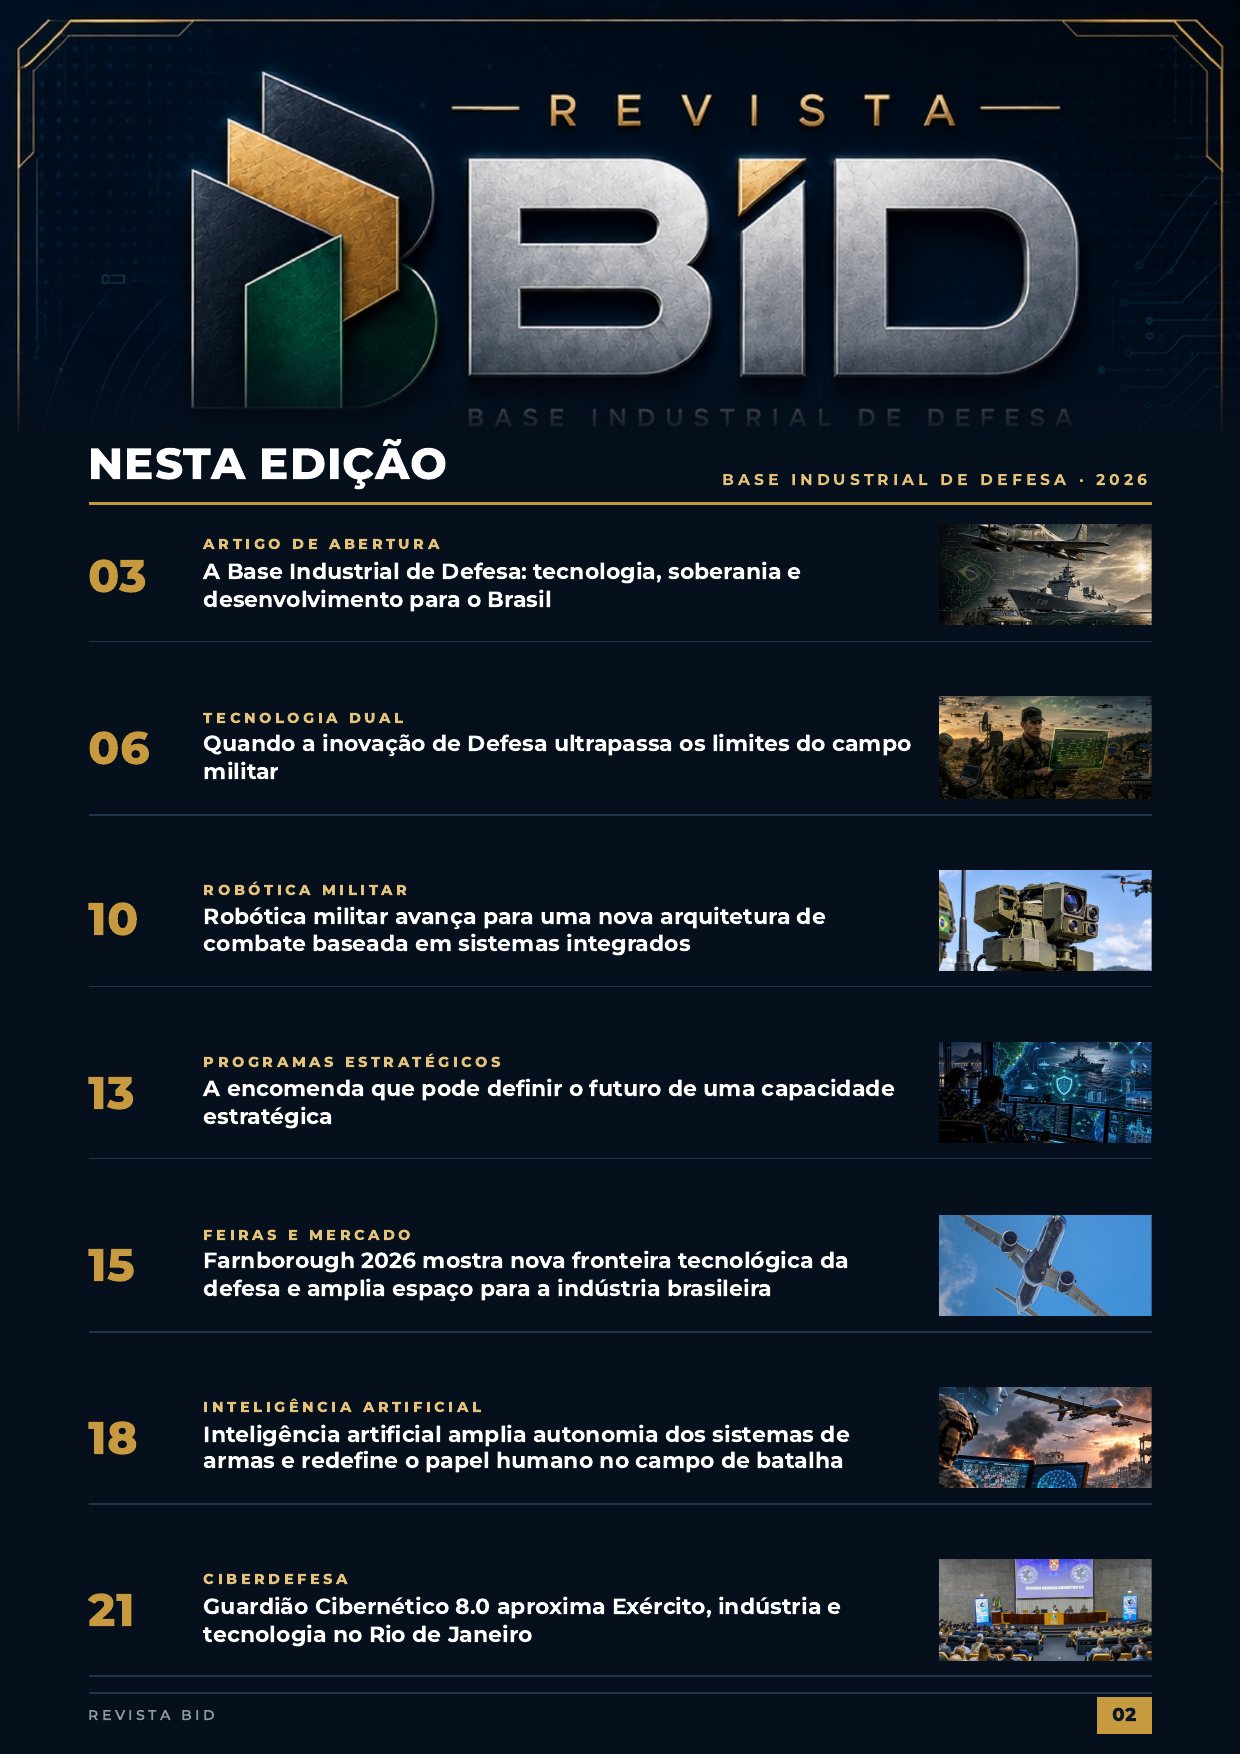 REVISTA
BID
BASE INDUSTRIAL DE DEFESA
NESTA EDIÇÃO
BASE INDUSTRIAL DE DEFESA · 2026
03
ARTIGO DE ABERTURA
A Base Industrial de Defesa: tecnologia, soberania e
desenvolvimento para o Brasil
06
TECNOLOGIA DUAL
Quando a inovação de Defesa ultrapassa os limites do campo
militar
10
ROBÓTICA MILITAR
Robótica militar avança para uma nova arquitetura de
combate baseada em sistemas integrados
13
PROGRAMAS ESTRATÉGICOS
A encomenda que pode definir o futuro de uma capacidade
estratégica
15
FEIRAS E MERCADO
Farnborough 2026 mostra nova fronteira tecnológica da
defesa e amplia espaço para a indústria brasileira
18
INTELIGÊNCIA ARTIFICIAL
Inteligência artificial amplia autonomia dos sistemas de
armas e redefine o papel humano no campo de batalha
21
CIBERDEFESA
Guardião Cibernético 8.0 aproxima Exército, indústria e
tecnologia no Rio de Janeiro
REVISTA BID
02